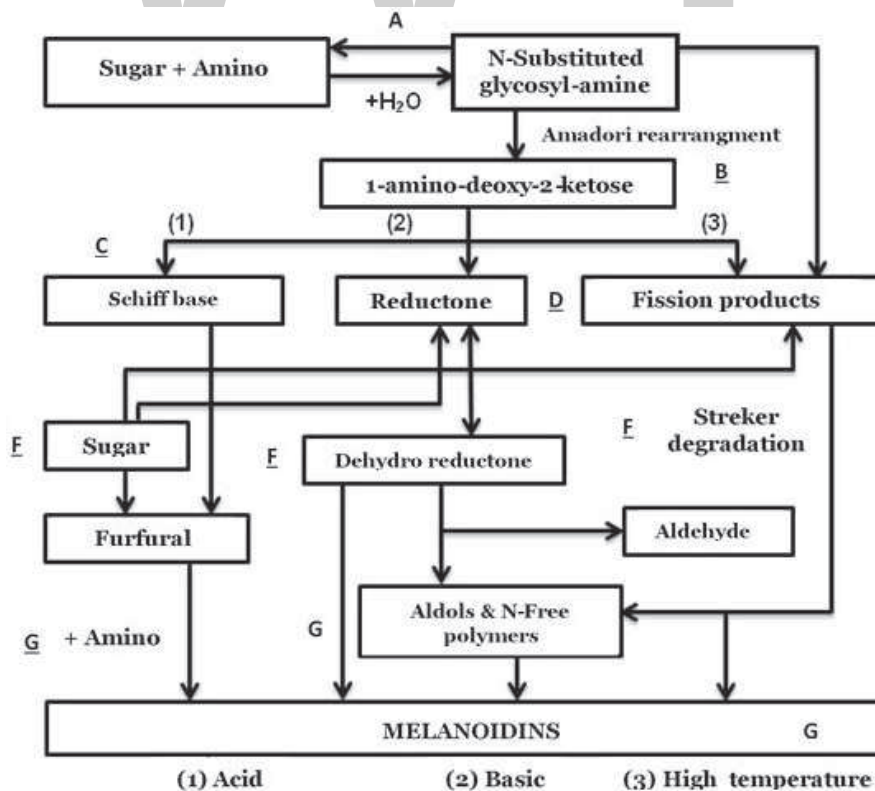 A
Sugar + Amino
N-Substituted
glycosyl-amine
+H₂O
Amadori rearrangment
B
1-amino-deoxy-2-ketose
(1)
(2)
(3)
C
Schiff base
Reductone
D
Fission products
F
Sugar
F
Dehydro reductone
F
Streker
degradation
Furfural
Aldehyde
G
+ Amino
G
Aldols & N-Free
polymers
MELANOIDINS
G
(1) Acid
(2) Basic
(3) High temperature